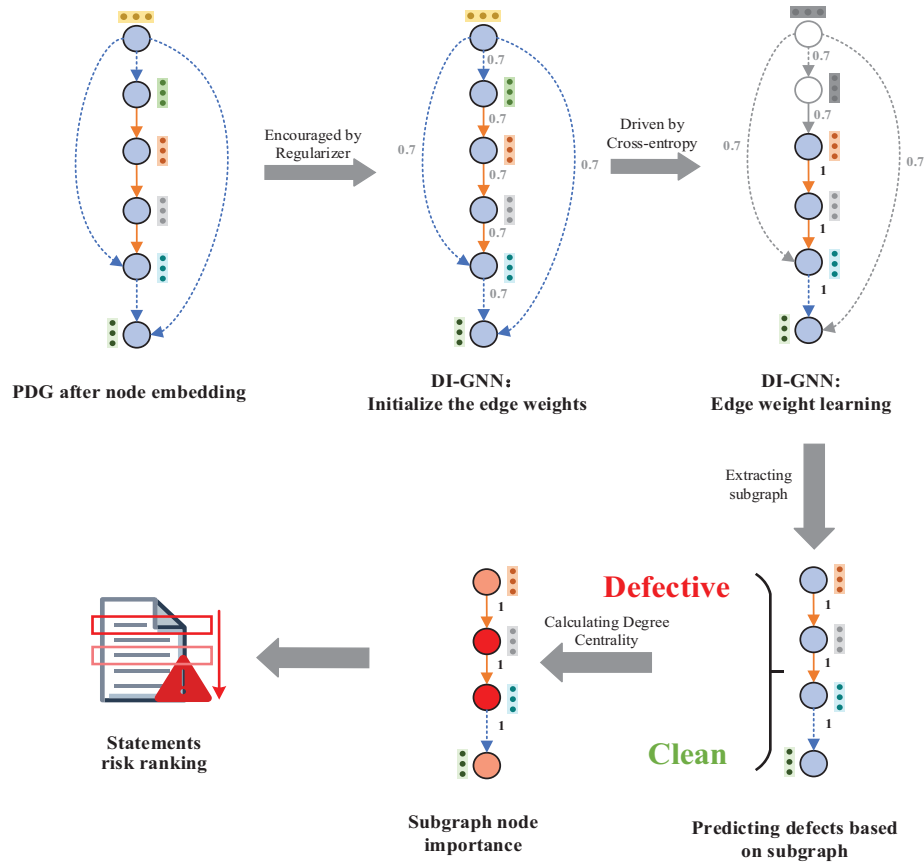 0.7
0.7
0.7
0.7
0.7
0.7
0.7
Encouraged by
Regularizer
Driven by
Cross-entropy
0.7
0.7
0.7
0.7
1
1
1
PDG after node embedding
DI-GNN：
Initialize the edge weights
DI-GNN:
Edge weight learning
Extracting
subgraph
Defective
Calculating Degree
Centrality
Clean
1
1
1
1
1
1
Statements
risk ranking
Subgraph node
importance
Predicting defects based
on subgraph